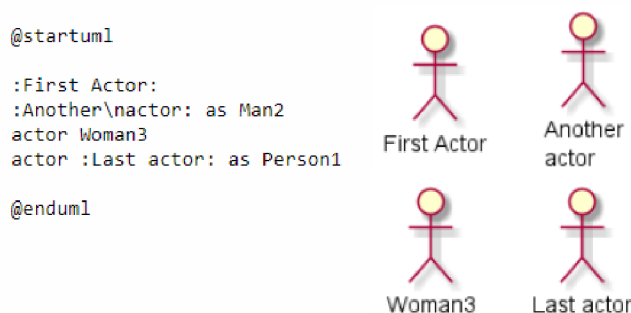 @startuml
:First Actor:
:Another\nactor: as Man2
actor Woman3
actor :Last actor: as Person1
@enduml
First Actor
Another
actor
Woman3
Last actor